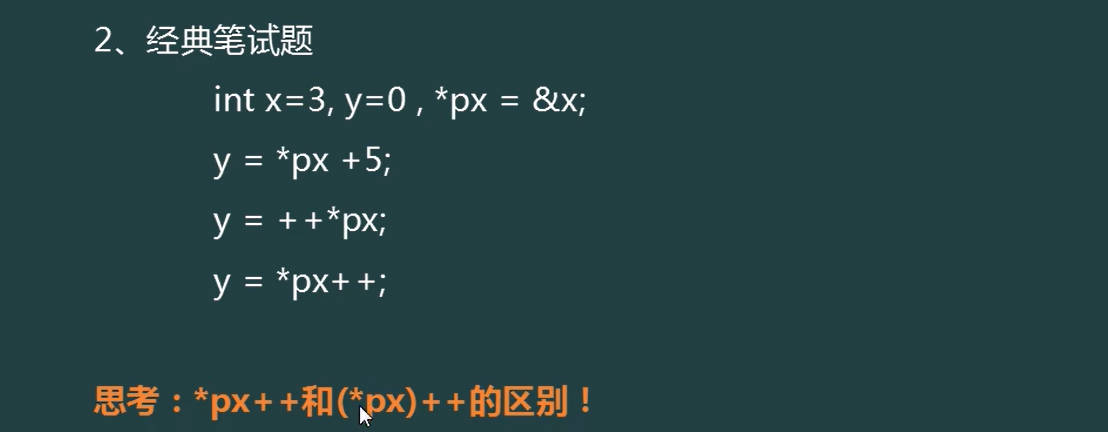 2、经典笔试题
int x=3, y=0 , *px = &x;
y = *px +5;
y = ++*px;
y = *px++;
思考：*px++和(*px)++的区别！